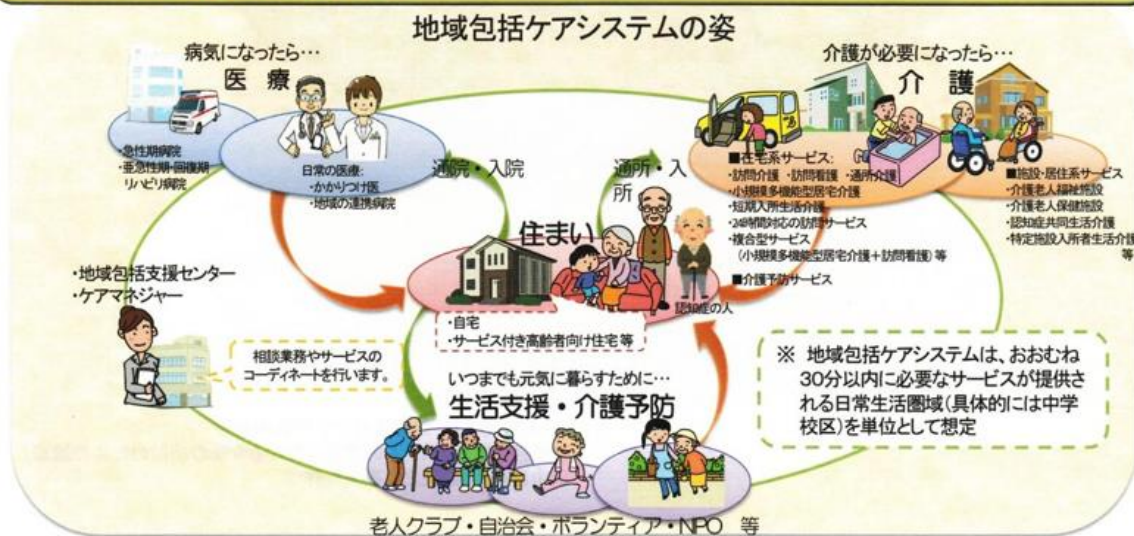 地域包括ケアシステムの姿
病気になったら…
医 療
・急性期病院
・亜急性期・回復期
リハビリ病院
日常の医療:
・かかりつけ医
・地域の連携病院
通院・入院
通所・入
所
介護が必要になったら…
介 護
■在宅系サービス:
・訪問介護 ・訪問看護 ・通所介護
・小規模多機能型居宅介護
・短期入所生活介護
・24時間対応の訪問サービス
・複合型サービス
(小規模多機能型居宅介護+訪問看護)等
■介護予防サービス
■施設・居住系サービス
・介護老人福祉施設
・介護老人保健施設
・認知症共同生活介護
・特定施設入所者生活介護
等
住まい
認知症の人
・自宅
・サービス付き高齢者向け住宅 等
・地域包括支援センター
・ケアマネジャー
相談業務やサービスの
コーディネートを行います。
いつまでも元気に暮らすために…
生活支援・介護予防
老人クラブ・自治会・ボランティア・NPO 等
※ 地域包括ケアシステムは、おおむね
30分以内に必要なサービスが提供さ
れる日常生活圏域(具体的には中学
校区)を単位として想定